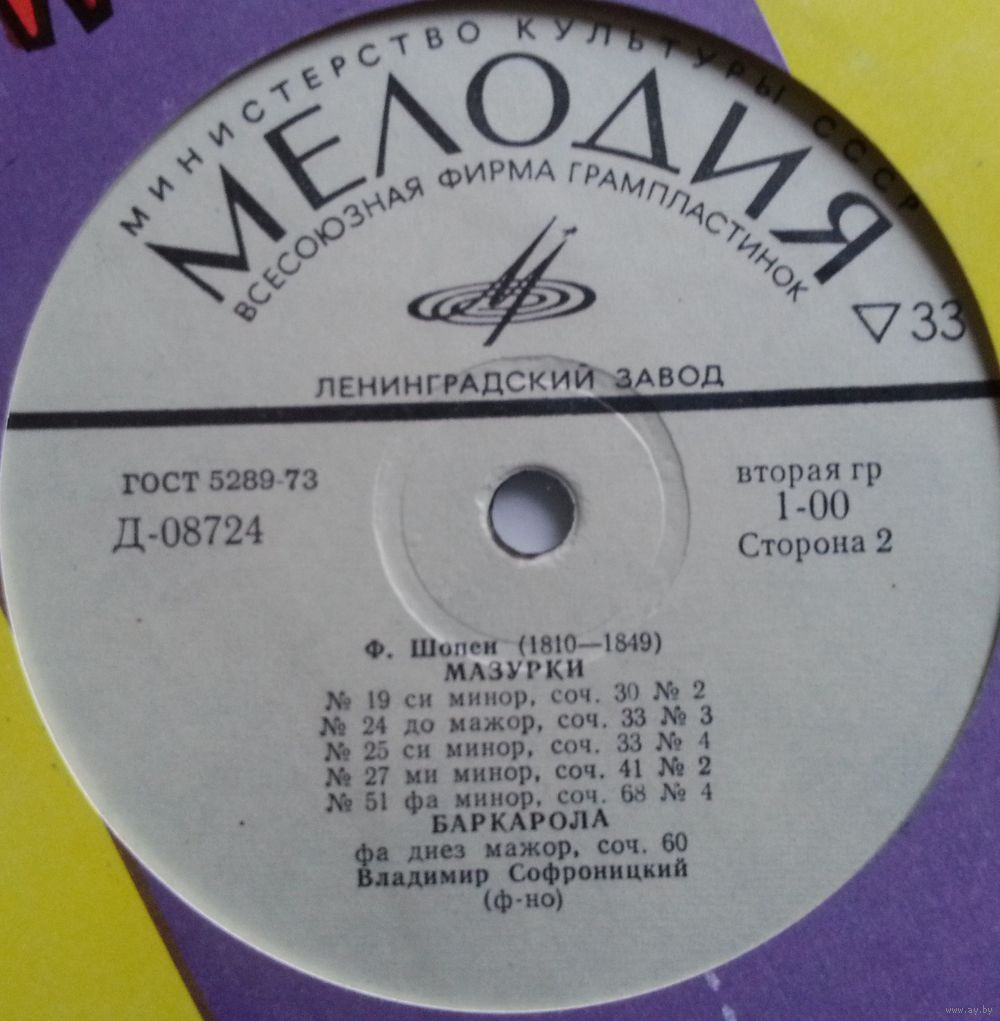 МИНИСТЕРСТВО КУЛЬТУРЫ СССР
МЕЛОДИЯ
ВСЕСОЮЗНАЯ ФИРМА ГРАМПЛАСТИНОК
33
ЛЕНИНГРАДСКИЙ ЗАВОД
ГОСТ 5289-73
Д-08724
вторая гр
1-00
Сторона 2
Ф. Шопен (1810—1849)
МАЗУРКИ
№ 19 си минор, соч. 30 № 2
№ 24 до мажор, соч. 33 № 3
№ 25 си минор, соч. 33 № 4
№ 27 ми минор, соч. 41 № 2
№ 51 фа минор, соч. 68 № 4
БАРКАРОЛА
фа диез мажор, соч. 60
Владимир Софроницкий
(ф-но)
www.ay.by